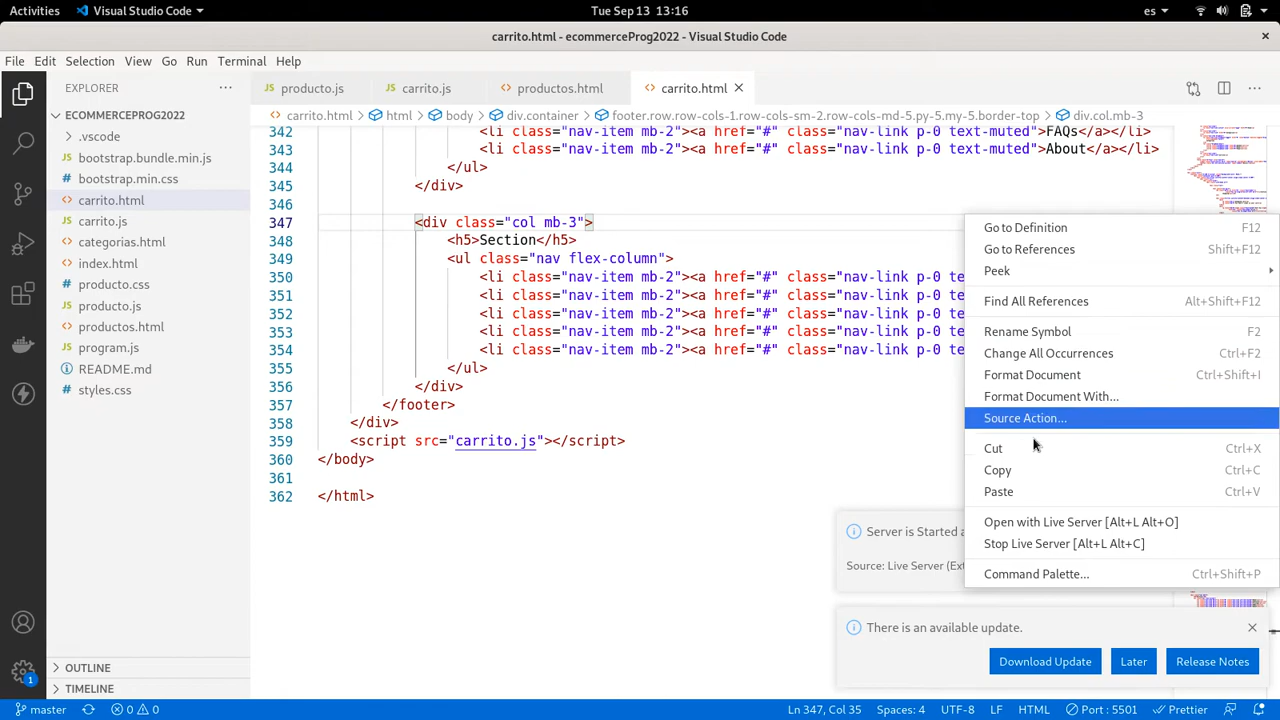 Activities Visual Studio Code Tue Sep 13 13:16 es
carrito.html - ecommerceProg2022 - Visual Studio Code
File Edit Selection View Go Run Terminal Help
EXPLORER
producto.js
carrito.js
productos.html
carrito.html
ECOMMERCEPROG2022
.vscode
bootstrap.bundle.min.js
bootstrap.min.css
carrito.html
carrito.js
categorias.html
index.html
producto.css
producto.js
productos.html
program.js
README.md
styles.css
OUTLINE
TIMELINE
carrito.html > html > body > div.container > footer.row.row-cols-1.row-cols-sm-2.row-cols-md-5.py-5.my-5.border-top > div.col.mb-3
342 <li class="nav-item mb-2"><a href="#" class="nav-link p-0 text-muted">FAQs</a></li>
343 <li class="nav-item mb-2"><a href="#" class="nav-link p-0 text-muted">About</a></li>
344 </ul>
345 </div>
346
347 <div class="col mb-3">
348 <h5>Section</h5>
349 <ul class="nav flex-column">
350 <li class="nav-item mb-2"><a href="#" class="nav-link p-0 te
351 <li class="nav-item mb-2"><a href="#" class="nav-link p-0 te
352 <li class="nav-item mb-2"><a href="#" class="nav-link p-0 te
353 <li class="nav-item mb-2"><a href="#" class="nav-link p-0 te
354 <li class="nav-item mb-2"><a href="#" class="nav-link p-0 te
355 </ul>
356 </div>
357 </footer>
358 </div>
359 <script src="carrito.js"></script>
360 </body>
361
362 </html>
Go to Definition F12
Go to References Shift+F12
Peek
Find All References Alt+Shift+F12
Rename Symbol F2
Change All Occurrences Ctrl+F2
Format Document Ctrl+Shift+I
Format Document With...
Source Action...
Cut Ctrl+X
Copy Ctrl+C
Paste Ctrl+V
Open with Live Server [Alt+L Alt+O]
Stop Live Server [Alt+L Alt+C]
Command Palette... Ctrl+Shift+P
Server is Started a
Source: Live Server (Ext
There is an available update.
Download Update
Later
Release Notes
1
master 0 0 Ln 347, Col 35 Spaces: 4 UTF-8 LF HTML Port : 5501 Prettier